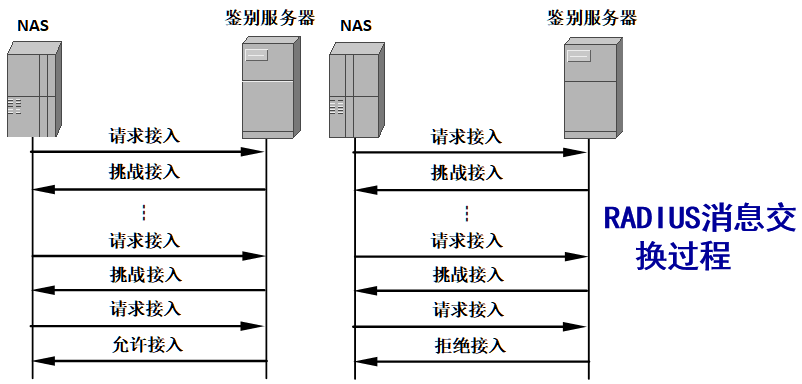 NAS
鉴别服务器
请求接入
挑战接入
请求接入
挑战接入
请求接入
允许接入
NAS
鉴别服务器
请求接入
挑战接入
请求接入
挑战接入
请求接入
拒绝接入
RADIUS消息交
换过程